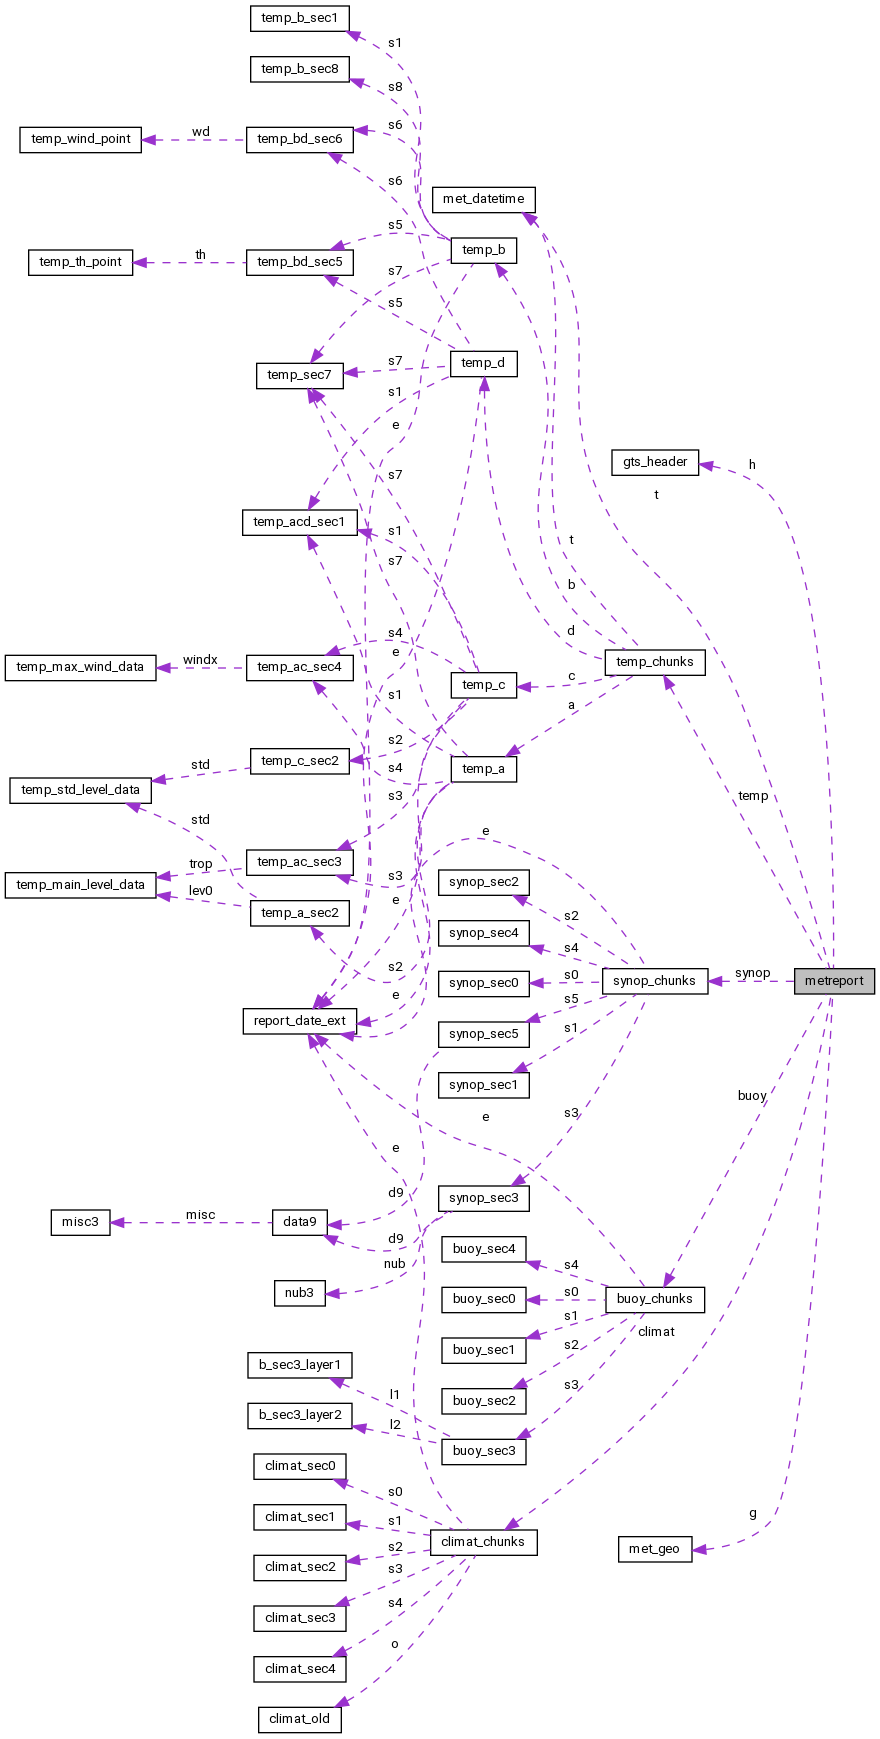 temp_b_sec1
s1
temp_b_sec8
s8
s6
temp_wind_point
wd
temp_bd_sec6
s6
met_datetime
s5
temp_b
temp_th_point
th
temp_bd_sec5
s7
s5
temp_sec7
s7
temp_d
s1
e
gts_header
h
s7
t
temp_acd_sec1
s1
t
s7
b
d
s4
e
temp_max_wind_data
windx
temp_ac_sec4
temp_chunks
c
temp_c
s1
a
s2
std
temp_c_sec2
s4
temp_a
temp_std_level_data
s3
temp
std
e
trop
temp_ac_sec3
temp_main_level_data
lev0
s3
synop_sec2
temp_a_sec2
e
s2
synop_sec4
s4
s2
s0
synop
synop_sec0
synop_chunks
metreport
e
s5
report_date_ext
synop_sec5
s1
synop_sec1
buoy
s3
e
e
d9
synop_sec3
misc3
misc
data9
d9
buoy_sec4
nub
s4
nub3
buoy_sec0
s0
buoy_chunks
s1
climat
buoy_sec1
s2
b_sec3_layer1
s3
l1
buoy_sec2
b_sec3_layer2
l2
buoy_sec3
climat_sec0
s0
climat_sec1
s1
g
climat_chunks
s2
met_geo
climat_sec2
s3
s4
climat_sec3
o
climat_sec4
climat_old